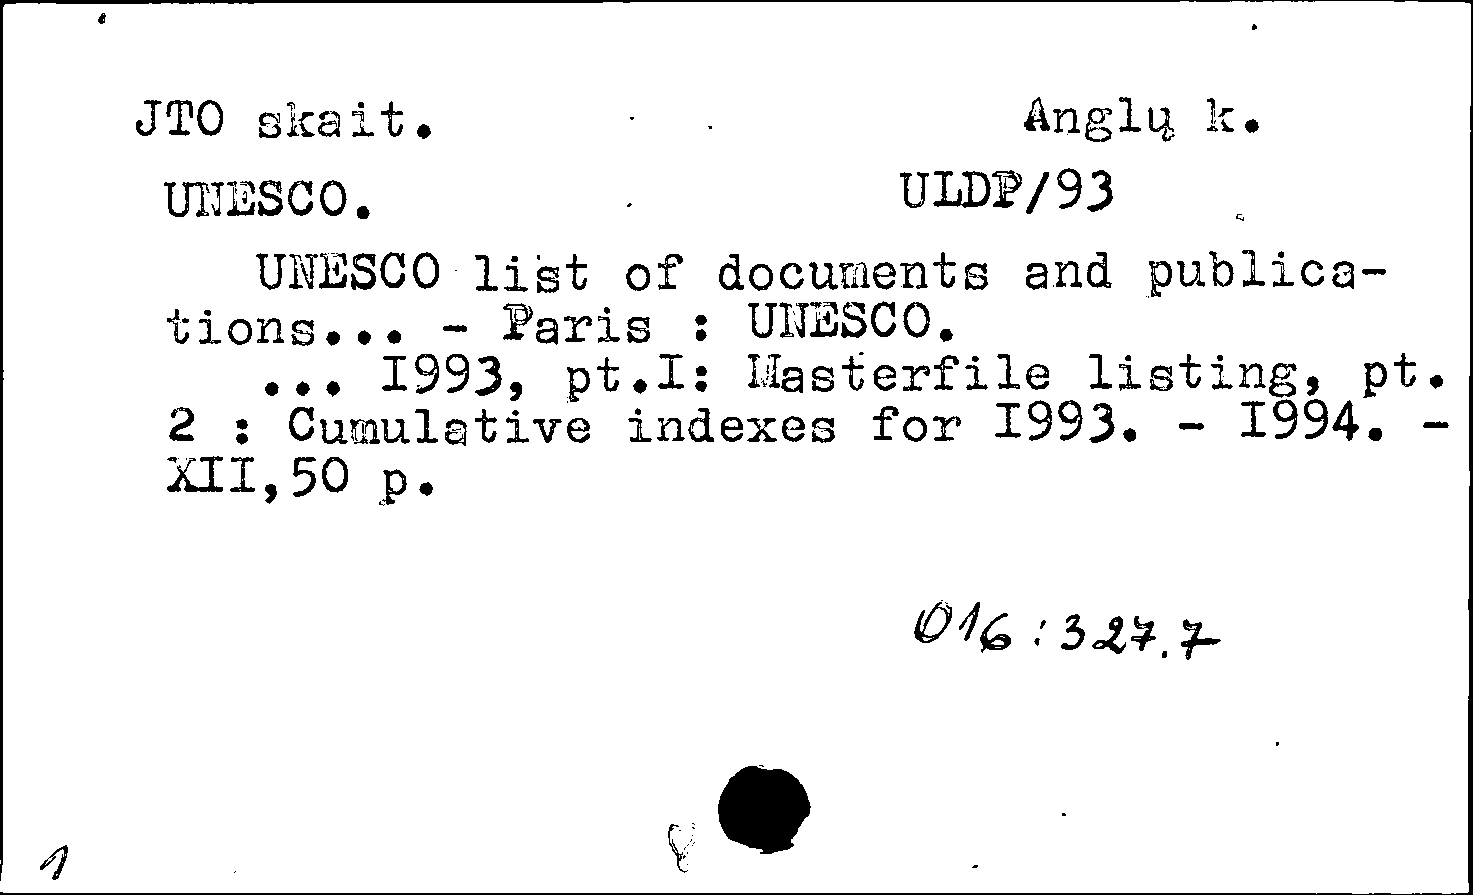 JTO skait. Anglų k.
UNESCO. ULDP/93
UNESCO list of documents and publica-
tions... - Paris : UNESCO.
... I993, pt.I: Masterfile listing, pt.
2 : Cumulative indexes for I993. - I994. -
XII,50 p.
016:327.7
1